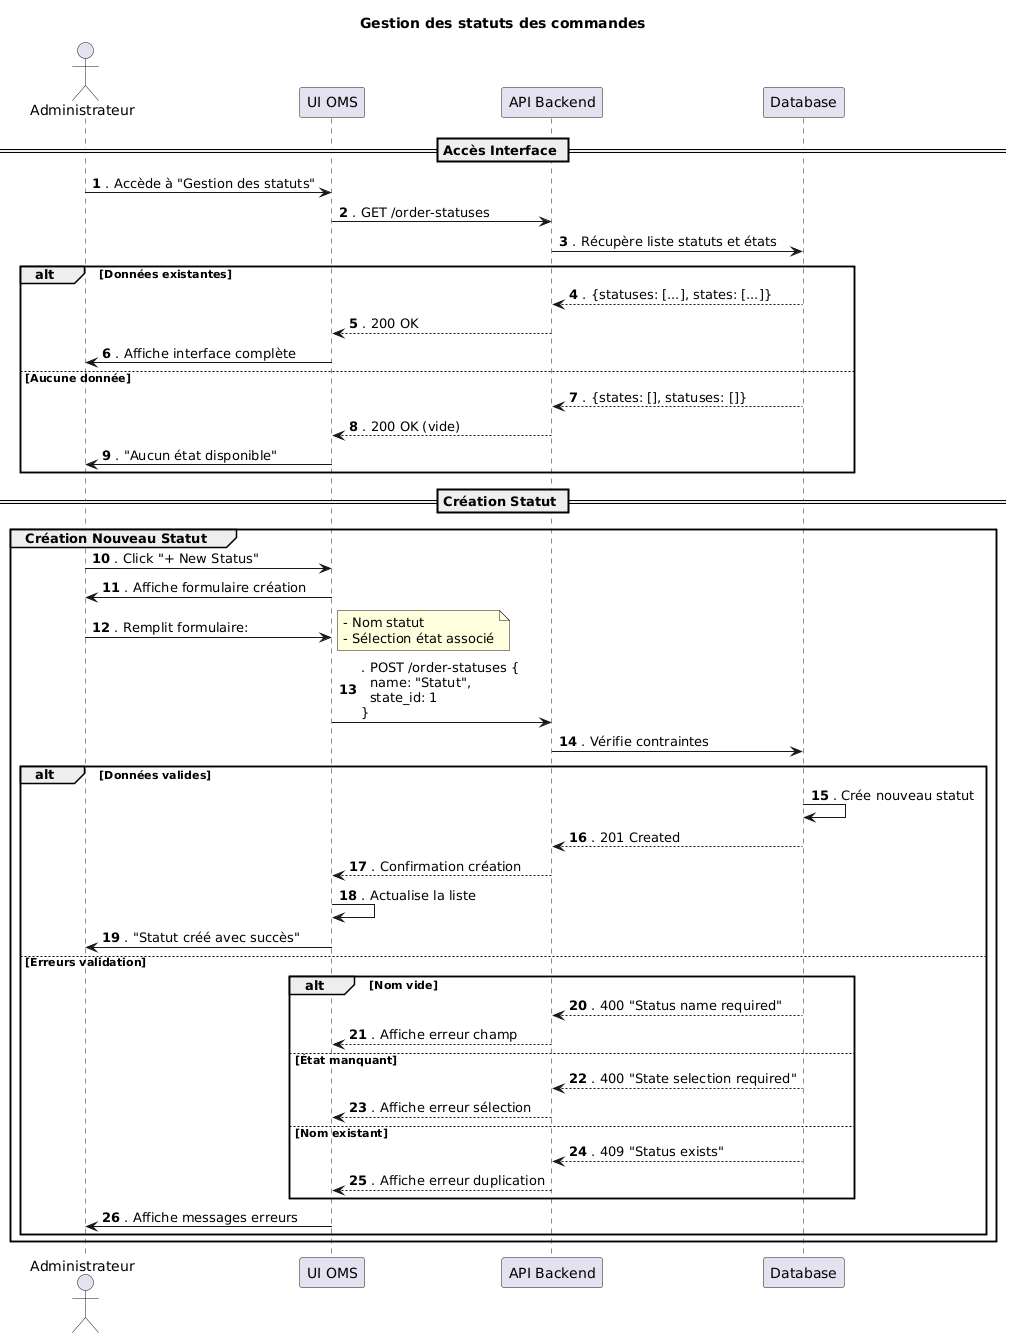 Gestion des statuts des commandes
Administrateur
UI OMS
API Backend
Database
Accès Interface
1 . Accède à "Gestion des statuts"
2 . GET /order-statuses
3 . Récupère liste statuts et états
alt [Données existantes]
4 . {statuses: [...], states: [...]}
5 . 200 OK
6 . Affiche interface complète
[Aucune donnée]
7 . {states: [], statuses: []}
8 . 200 OK (vide)
9 . "Aucun état disponible"
Création Statut
Création Nouveau Statut
10 . Click "+ New Status"
11 . Affiche formulaire création
12 . Remplit formulaire:
- Nom statut
- Sélection état associé
13 . POST /order-statuses {
name: "Statut",
state_id: 1
}
14 . Vérifie contraintes
alt [Données valides]
15 . Crée nouveau statut
16 . 201 Created
17 . Confirmation création
18 . Actualise la liste
19 . "Statut créé avec succès"
[Erreurs validation]
alt [Nom vide]
20 . 400 "Status name required"
21 . Affiche erreur champ
[État manquant]
22 . 400 "State selection required"
23 . Affiche erreur sélection
[Nom existant]
24 . 409 "Status exists"
25 . Affiche erreur duplication
26 . Affiche messages erreurs
Administrateur
UI OMS
API Backend
Database